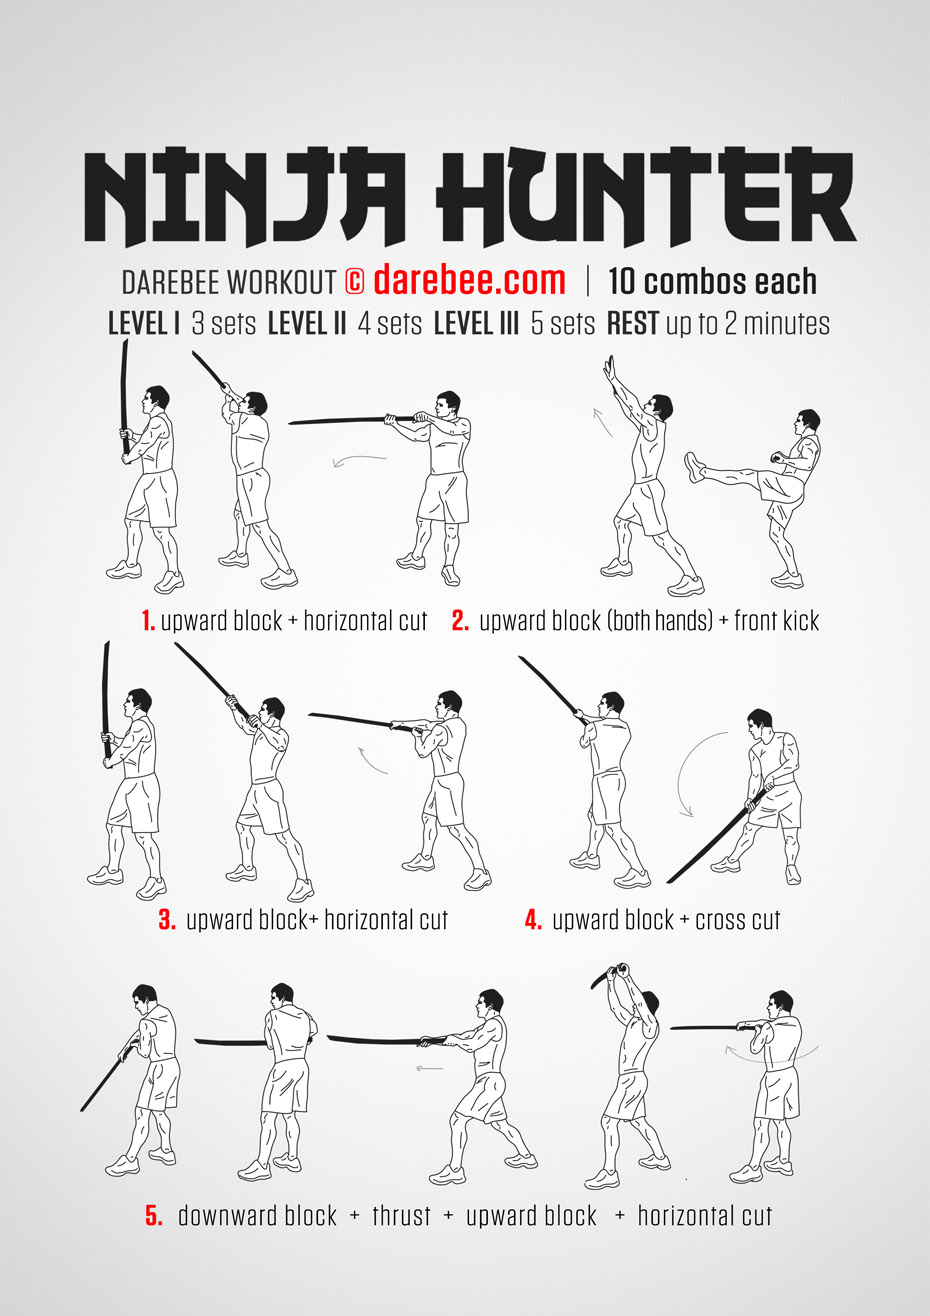 NINJA HUNTER
DAREBEE WORKOUT © darebee.com | 10 combos each
LEVEL I 3 sets LEVEL II 4 sets LEVEL III 5 sets REST up to 2 minutes
1. upward block + horizontal cut 2. upward block (both hands) + front kick
3. upward block+ horizontal cut 4. upward block + cross cut
5. downward block + thrust + upward block + horizontal cut